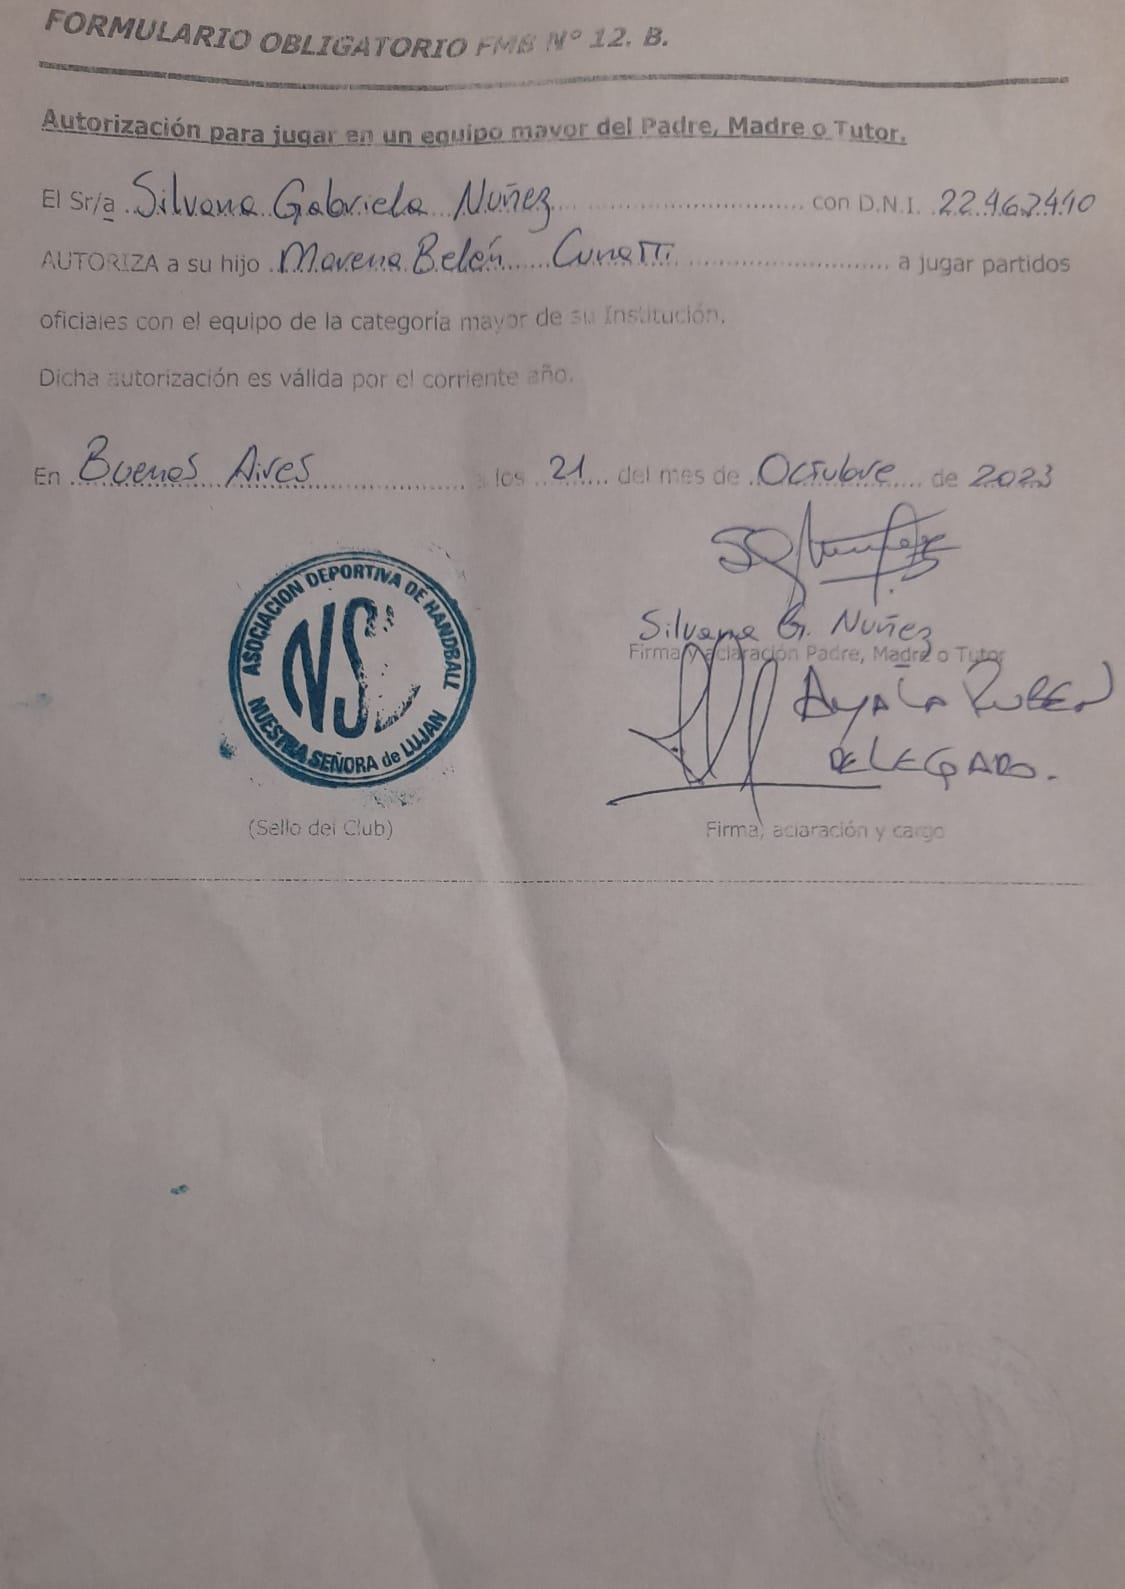 FORMULARIO OBLIGATORIO FMB Nº 12. B.
Autorización para jugar en un equipo mayor del Padre, Madre o Tutor.
El Sr/a Silvana Gabriela Nuñez con D.N.I. 22.467.410
AUTORIZA a su hijo Morena Belén Cunatti a jugar partidos
oficiales con el equipo de la categoría mayor de su Institución.
Dicha autorización es válida por el corriente año.
En Buenos Aires a los 21 del mes de Octubre de 2023
ASOCIACION DEPORTIVA DE HANDBALL
NSL
NUESTRA SEÑORA de LUJAN
Silvana G. Nuñez
Firma y aclaración Padre, Madre o Tutor
AyALA RUBEN
DELEGADO.
(Sello del Club)
Firma, aclaración y cargo